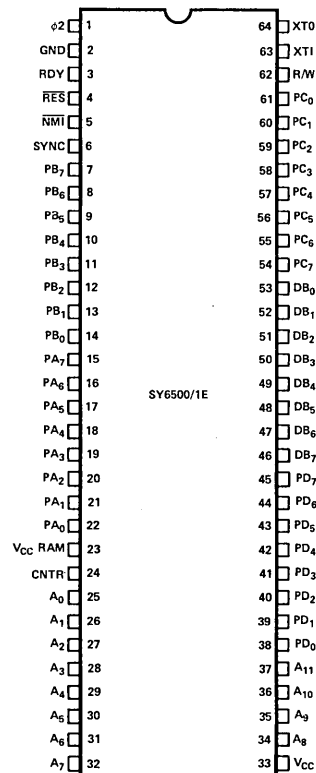 ϕ2 1 64 XT0
GND 2 63 XTI
RDY 3 62 R/W
RES 4 61 PC0
NMI 5 60 PC1
SYNC 6 59 PC2
PB7 7 58 PC3
PB6 8 57 PC4
PB5 9 56 PC5
PB4 10 55 PC6
PB3 11 54 PC7
PB2 12 53 DB0
PB1 13 52 DB1
PB0 14 51 DB2
PA7 15 50 DB3
PA6 16 49 DB4
SY6500/1E
PA5 17 48 DB5
PA4 18 47 DB6
PA3 19 46 DB7
PA2 20 45 PD7
PA1 21 44 PD6
PA0 22 43 PD5
VCC RAM 23 42 PD4
CNTR 24 41 PD3
A0 25 40 PD2
A1 26 39 PD1
A2 27 38 PD0
A3 28 37 A11
A4 29 36 A10
A5 30 35 A9
A6 31 34 A8
A7 32 33 VCC